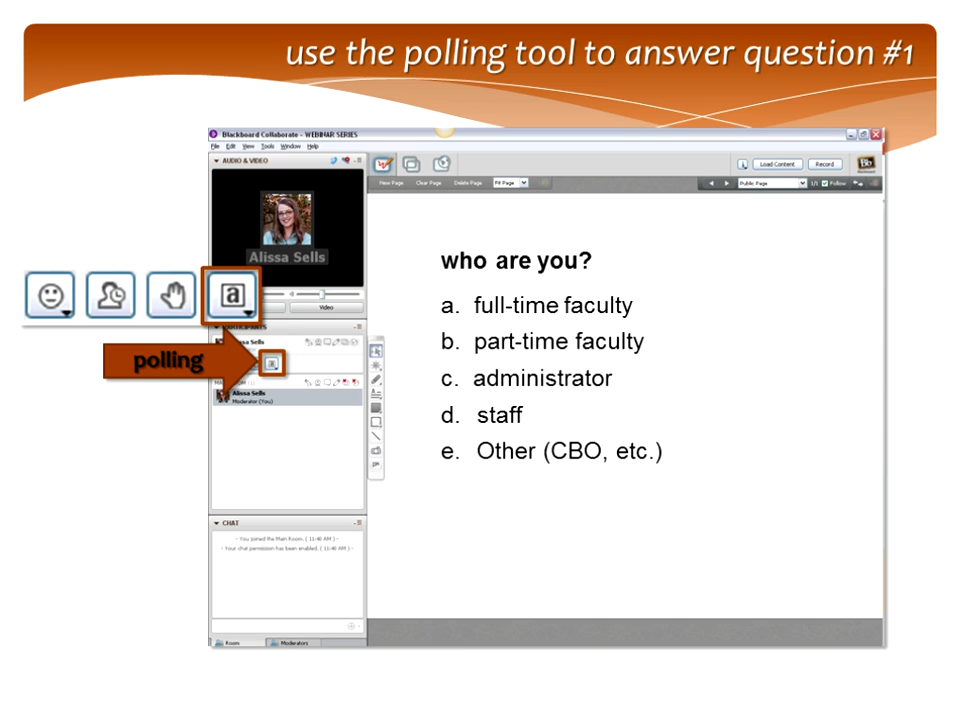 use the polling tool to answer question #1
Blackboard Collaborate - WEBINAR SERIES
File Edit View Tools Window Help
AUDIO & VIDEO
Load Content
Record
Bb
New Page
Clear Page
Delete Page
Fit Page
Public Page
1/1
Follow
Alissa Sells
Video
a
PARTICIPANTS
Alissa Sells
polling
a
Alissa Sells
Moderator (You)
who are you?
a. full-time faculty
b. part-time faculty
c. administrator
d. staff
e. Other (CBO, etc.)
CHAT
- You joined the Main Room. ( 11:40 AM ) -
- Your chat permission has been enabled. ( 11:40 AM ) -
Room
Moderators